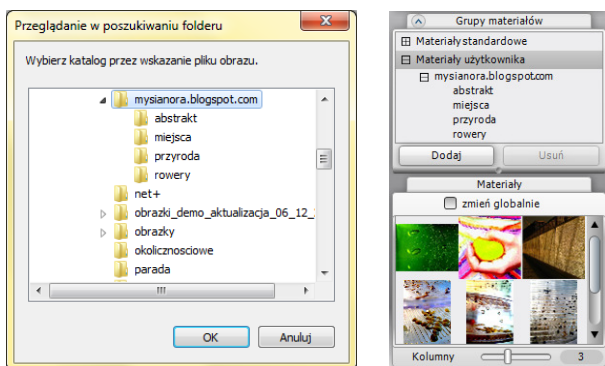 Przeglądanie w poszukiwaniu folderu
Wybierz katalog przez wskazanie pliku obrazu.
mysianora.blogspot.com
abstrakt
miejsca
przyroda
rowery
net+
obrazki_demo_aktualizacja_06_12_
obrazky
okolicznosciowe
parada
OK
Anuluj
Grupy materiałów
Materiały standardowe
Materiały użytkownika
mysianora.blogspot.com
abstrakt
miejsca
przyroda
rowery
Dodaj
Usuń
Materiały
zmień globalnie
Kolumny
3